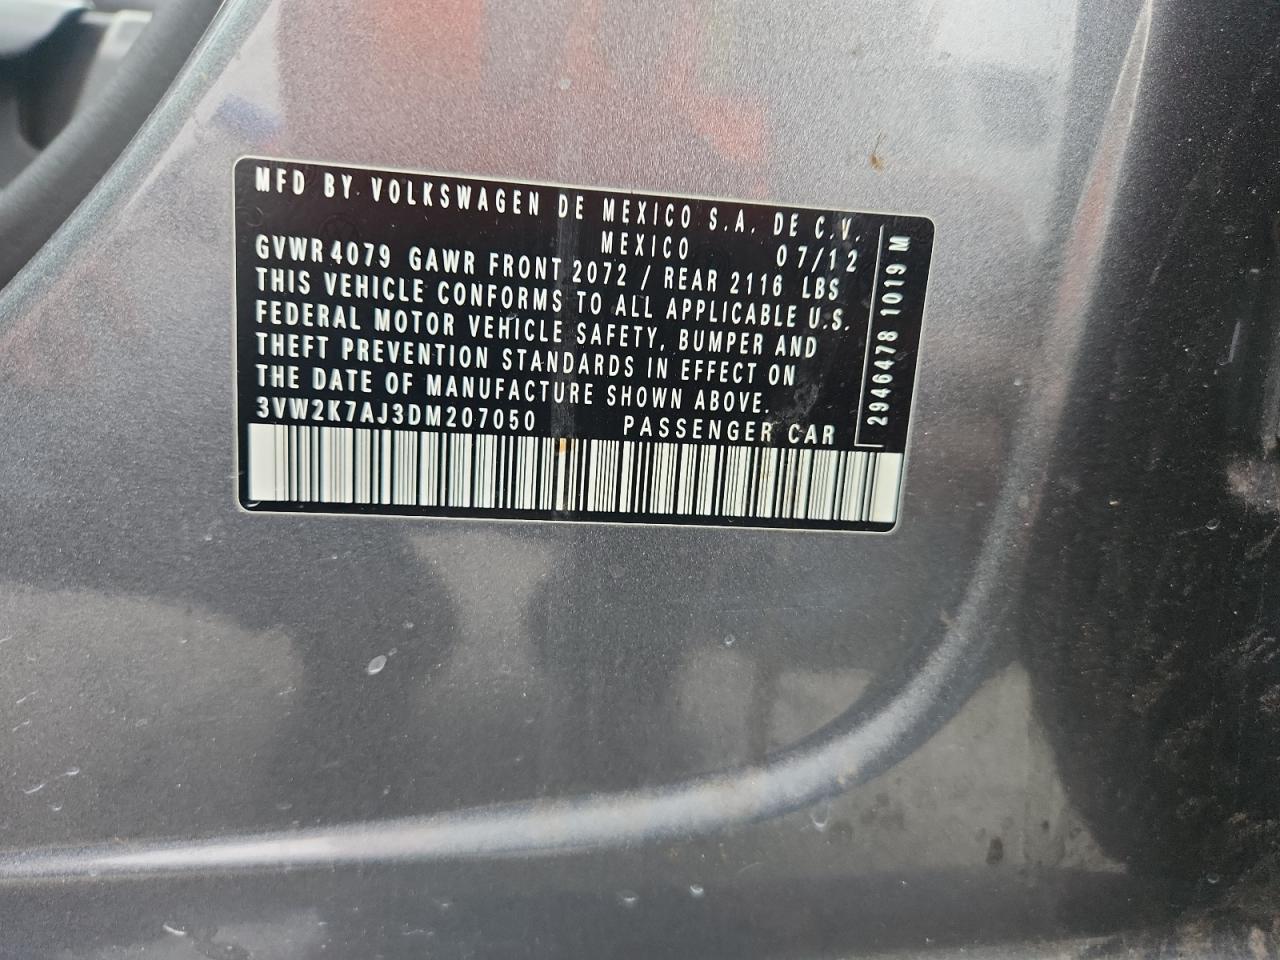 MFD BY VOLKSWAGEN DE MEXICO S.A. DE C.V.
MEXICO 07/12
GVWR 4079 GAWR FRONT 2072 / REAR 2116 LBS
THIS VEHICLE CONFORMS TO ALL APPLICABLE U.S.
FEDERAL MOTOR VEHICLE SAFETY, BUMPER AND
THEFT PREVENTION STANDARDS IN EFFECT ON
THE DATE OF MANUFACTURE SHOWN ABOVE.
3VW2K7AJ3DM207050 PASSENGER CAR
2946478 1019 M